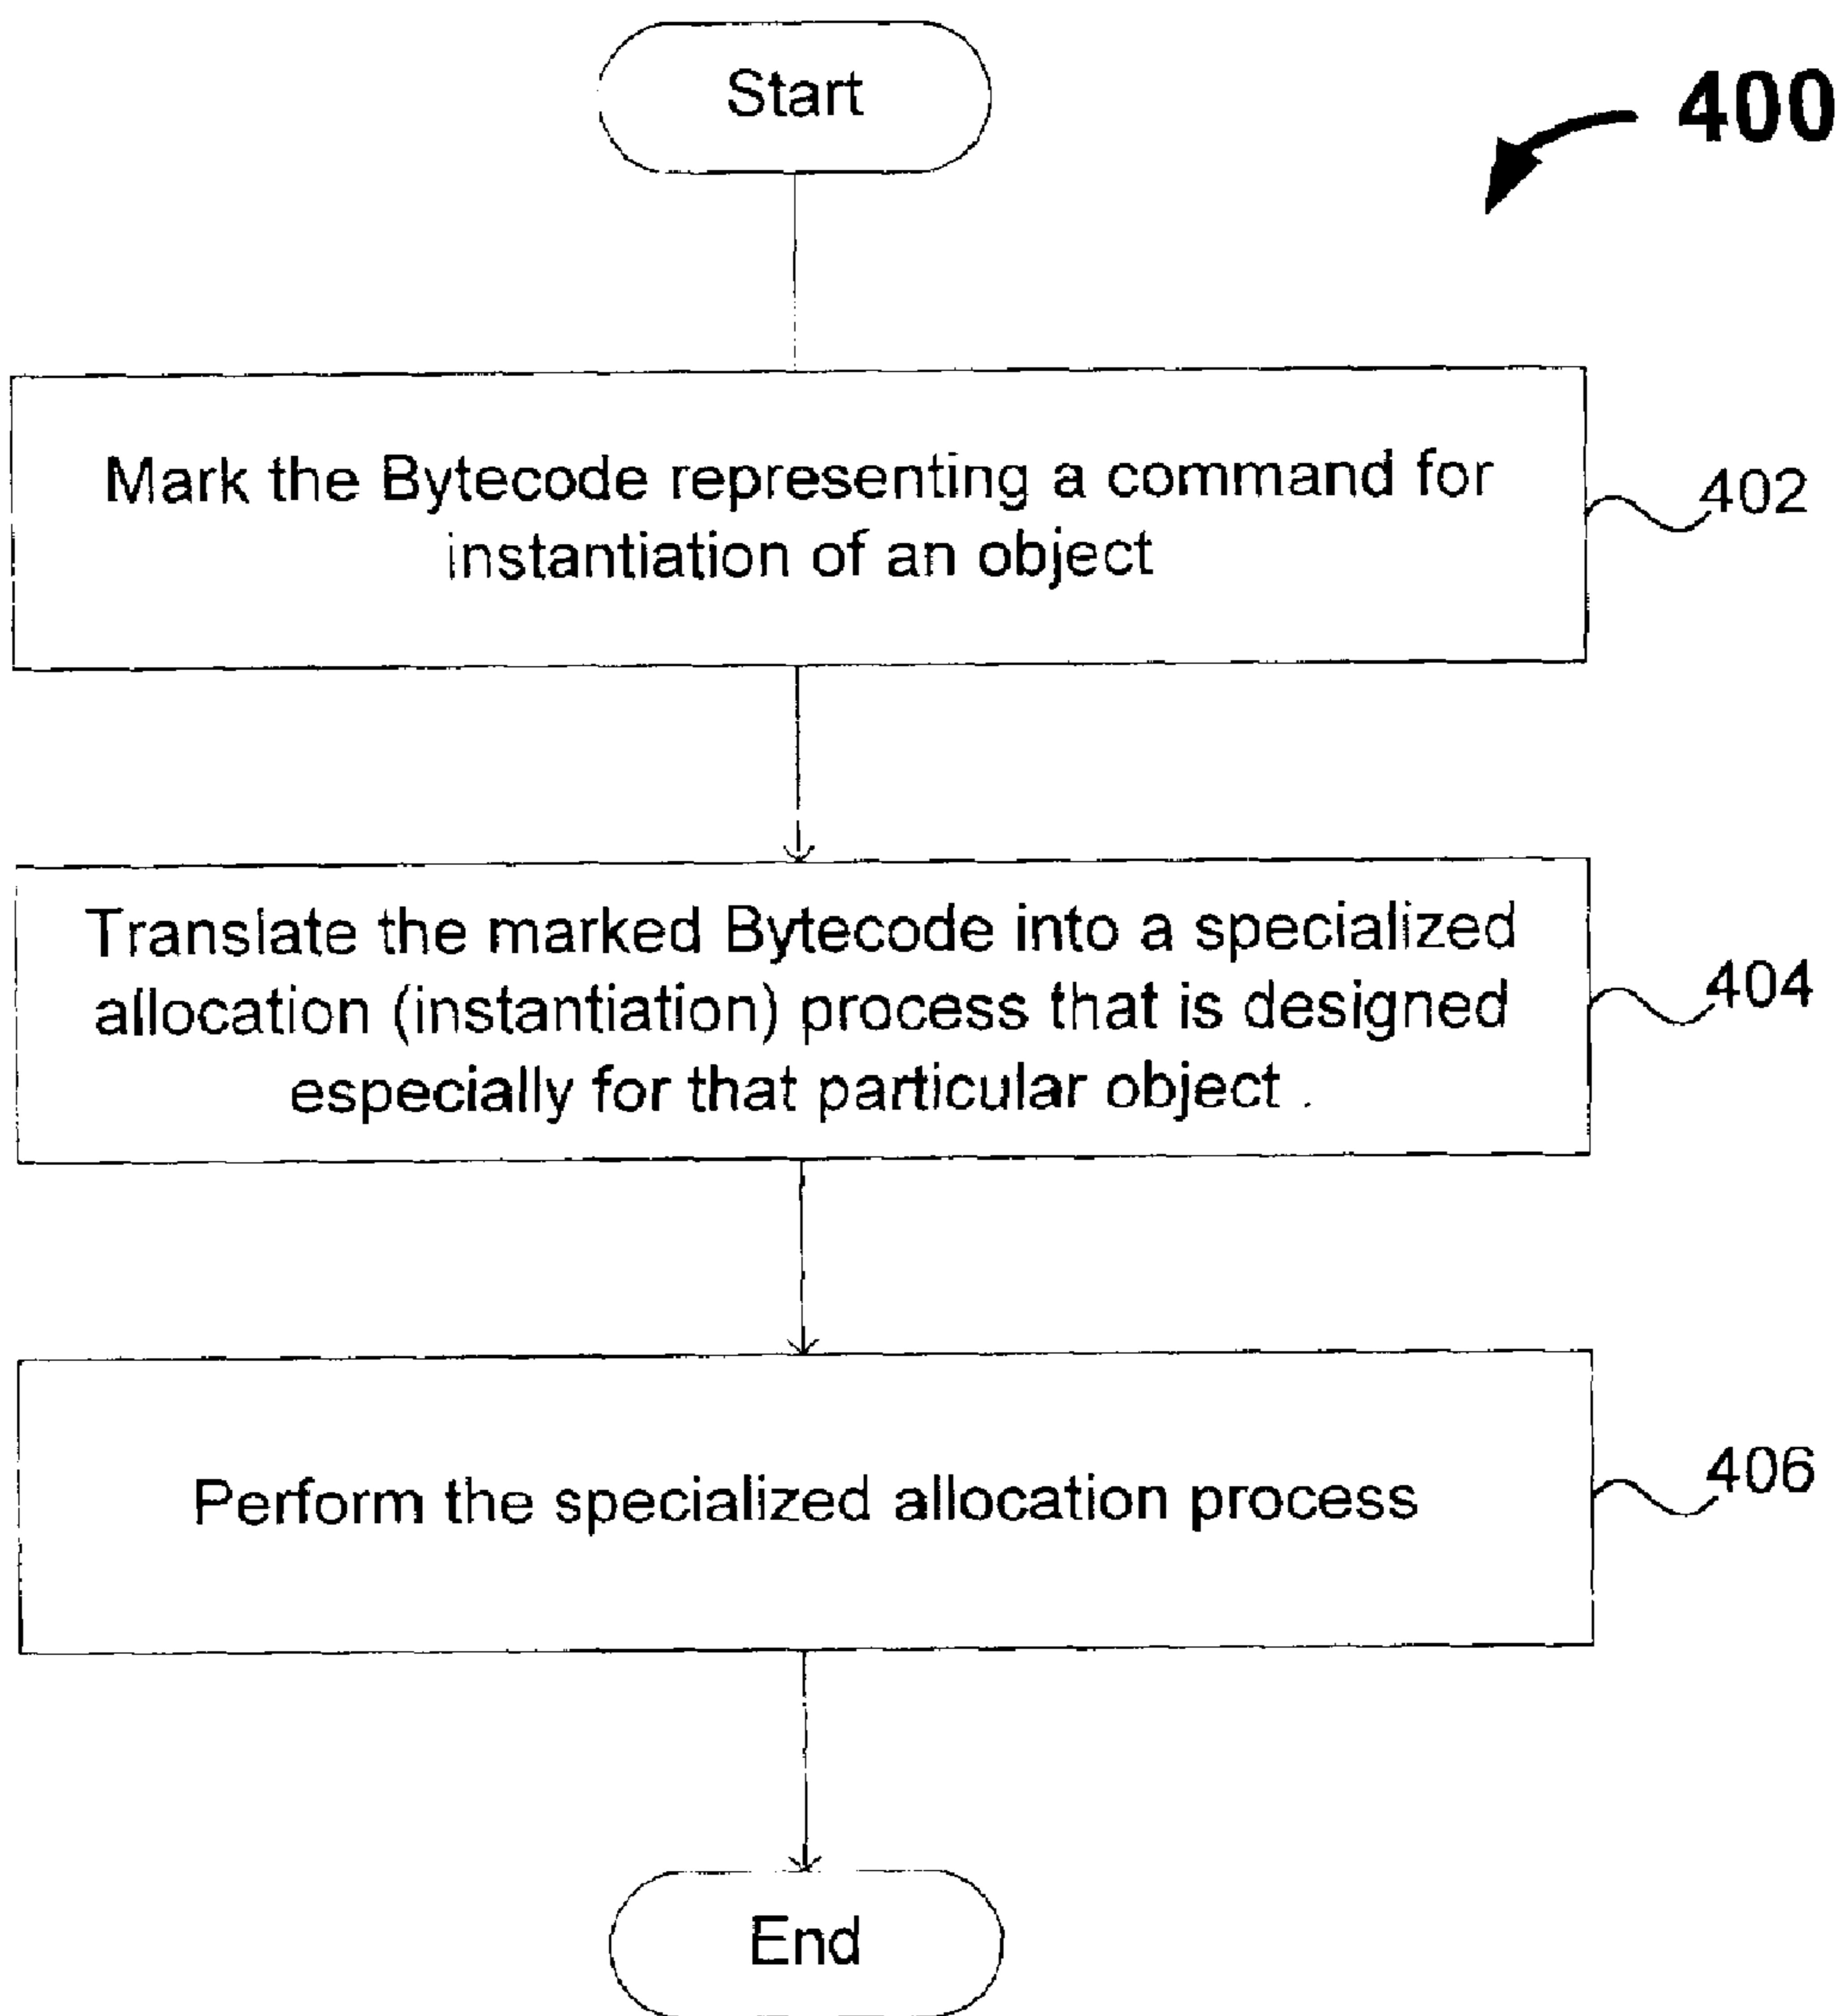 Start
400
Mark the Bytecode representing a command for
instantiation of an object
402
Translate the marked Bytecode into a specialized
allocation (instantiation) process that is designed
especially for that particular object .
404
Perform the specialized allocation process
406
End